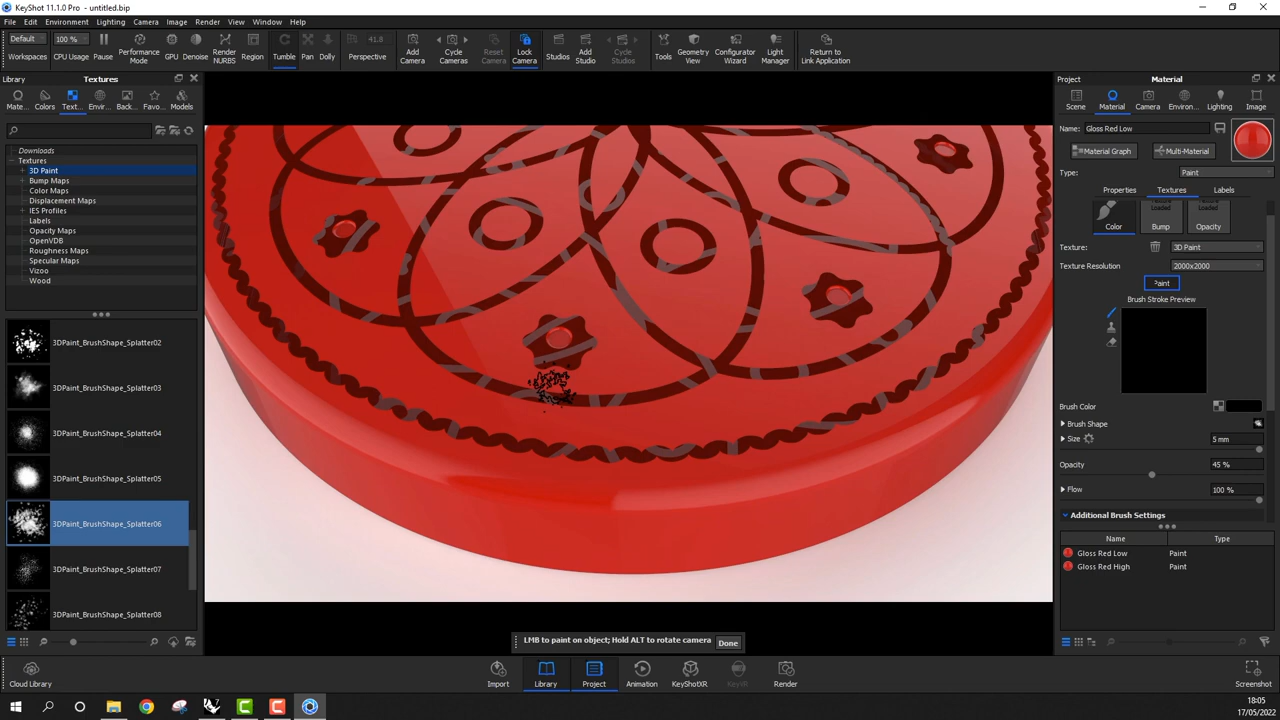 KeyShot 11.1.0 Pro - untitled.bip
File Edit Environment Lighting Camera Image Render View Window Help
Default 100 % 41.8
Workspaces CPU Usage Pause Performance Mode GPU Denoise Render NURBS Region Tumble Pan Dolly Perspective Add Camera Cycle Cameras Reset Camera Lock Camera Studios Add Studio Cycle Studios Tools Geometry View Configurator Wizard Light Manager Return to Link Application
Library Textures
Mate... Colors Text... Envir... Back... Favo... Models
Downloads
Textures
3D Paint
Bump Maps
Color Maps
Displacement Maps
IES Profiles
Labels
Opacity Maps
OpenVDB
Roughness Maps
Specular Maps
Vizoo
Wood
3DPaint_BrushShape_Splatter02
3DPaint_BrushShape_Splatter03
3DPaint_BrushShape_Splatter04
3DPaint_BrushShape_Splatter05
3DPaint_BrushShape_Splatter06
3DPaint_BrushShape_Splatter07
3DPaint_BrushShape_Splatter08
LMB to paint on object; Hold ALT to rotate camera Done
Project Material
Scene Material Camera Environ... Lighting Image
Name: Gloss Red Low
Material Graph Multi-Material
Type: Paint
Properties Textures Labels
Loaded Loaded
Color Bump Opacity
Texture: 3D Paint
Texture Resolution 2000x2000
Paint
Brush Stroke Preview
Brush Color
Brush Shape
Size 5 mm
Opacity 45 %
Flow 100 %
Additional Brush Settings
Name Type
Gloss Red Low Paint
Gloss Red High Paint
Cloud Library Import Library Project Animation KeyShotXR KeyVR Render Screenshot
18:05
17/05/2022